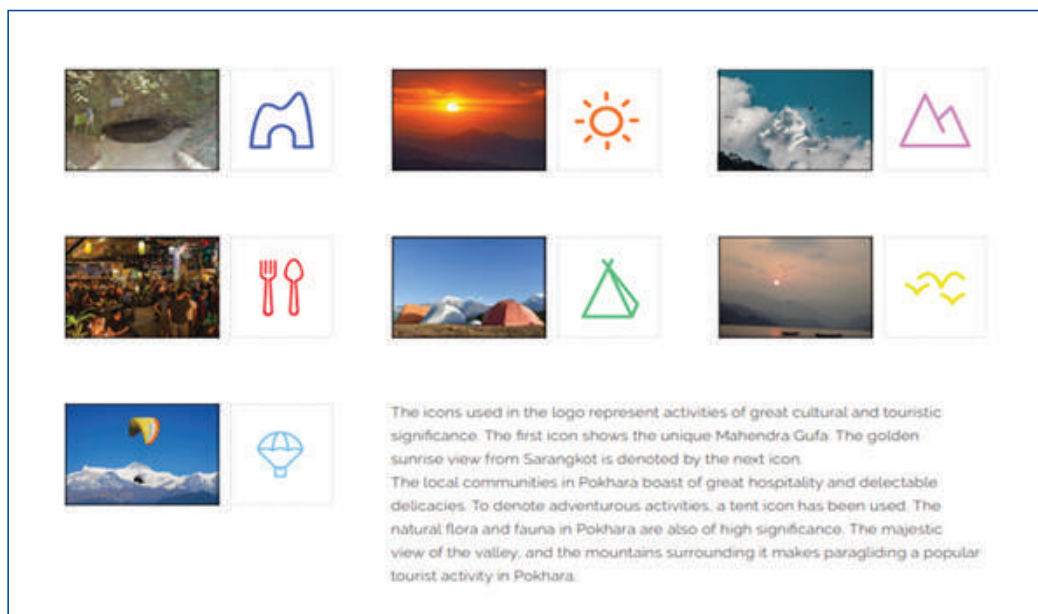 The icons used in the logo represent activities of great cultural and touristic
significance. The first icon shows the unique Mahendra Gufa. The golden
sunrise view from Sarangkot is denoted by the next icon.
The local communities in Pokhara boast of great hospitality and delectable
delicacies. To denote adventurous activities, a tent icon has been used. The
natural flora and fauna in Pokhara are also of high significance. The majestic
view of the valley, and the mountains surrounding it makes paragliding a popular
tourist activity in Pokhara.